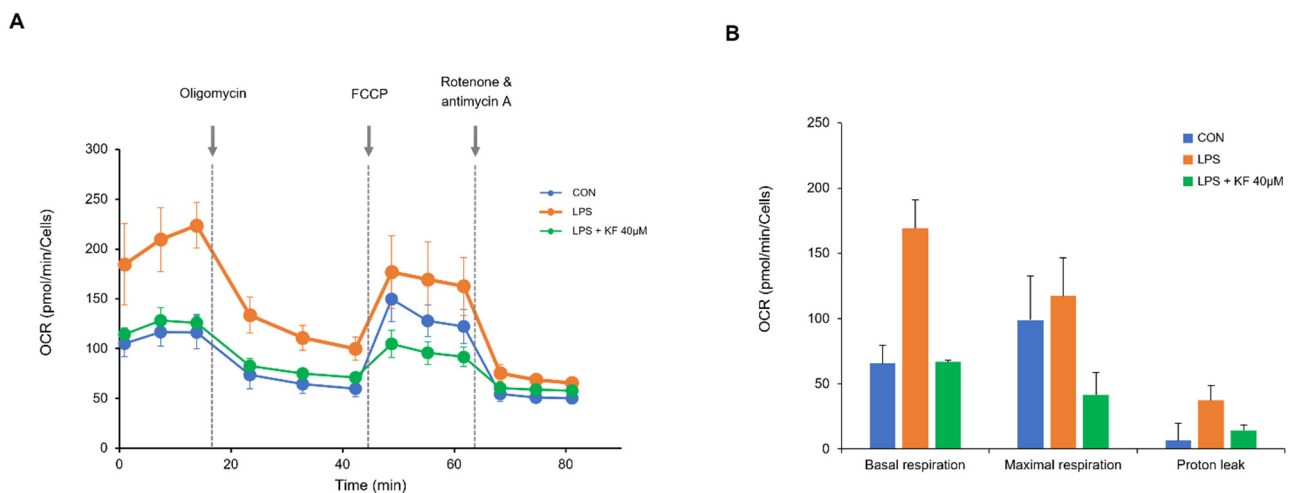 A
B
Oligomycin
FCCP
Rotenone &
antimycin A
OCR (pmol/min/Cells)
300
250
200
150
100
50
0
0
20
40
60
80
Time (min)
CON
LPS
LPS + KF 40μM
OCR (pmol/min/Cells)
250
200
150
100
50
0
CON
LPS
LPS + KF 40μM
Basal respiration
Maximal respiration
Proton leak